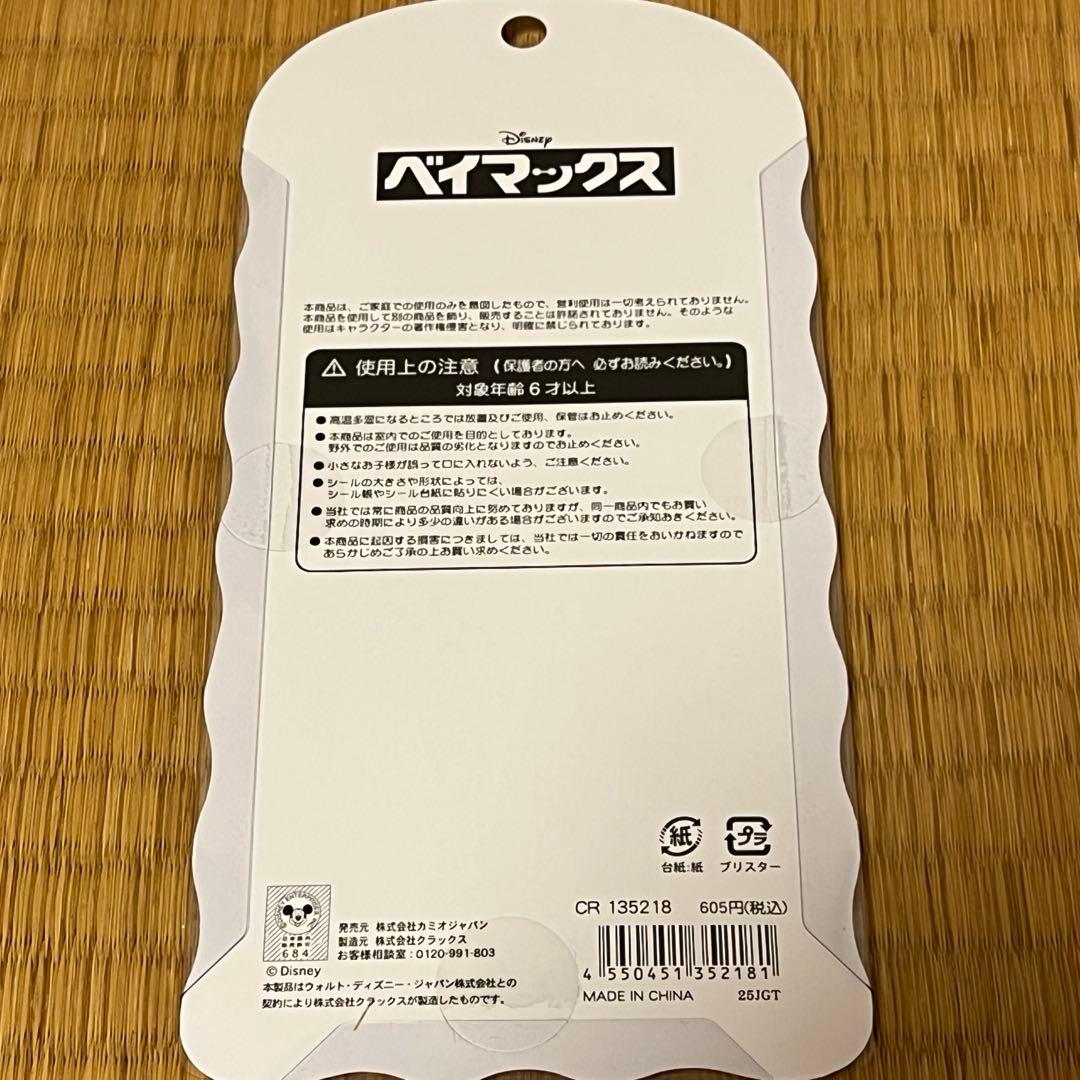 Disney
ベイマックス
本商品は、ご家庭での使用のみを意図したもので、営利使用は一切考えられておりません。
本商品を使用して別の商品を飾り、販売することは許諾されておりません。そのような
使用はキャラクターの著作権侵害となり、明確に禁じられております。
⚠ 使用上の注意 (保護者の方へ 必ずお読みください。)
対象年齢6才以上
●高温多湿になるところでは放置及びご使用、保管はお止めください。
●本商品は室内でのご使用を目的としております。
野外でのご使用は品質の劣化となりますのでお止めください。
●小さなお子様が誤って口に入れないよう、ご注意ください。
●シールの大きさや形状によっては、
シール帳やシール台紙に貼りにくい場合がございます。
●当社では常に商品の品質向上に努めておりますが、同一商品内でもお買い
求めの時期により多少の違いがある場合がございますのでご承知おきください。
●本商品に起因する損害につきましては、当社では一切の責任をおいかねますので
あらかじめご了承の上お買い求めください。
紙 プラ
台紙:紙 ブリスター
CR 135218 605円(税込)
684
発売元 株式会社カミオジャパン
製造元 株式会社クラックス
お客様相談室:0120-991-803
©Disney
本製品はウォルト・ディズニー・ジャパン株式会社との
契約により株式会社クラックスが製造したものです。
4 550451 352181
MADE IN CHINA 25JGT